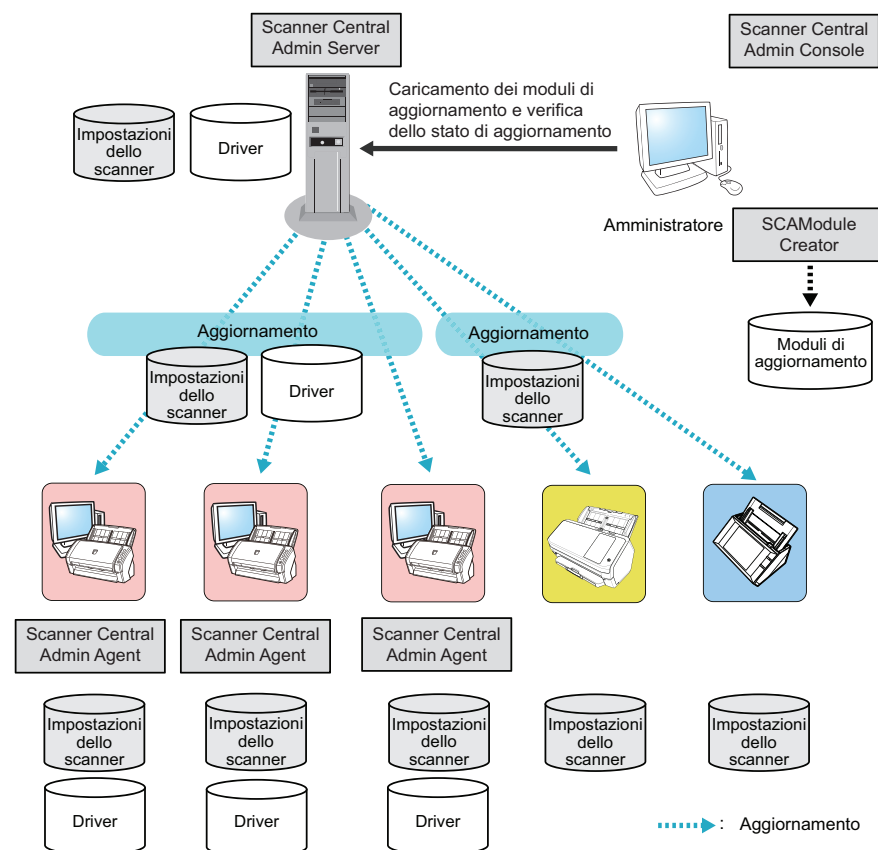 Scanner Central
Admin Server
Scanner Central
Admin Console
Caricamento dei moduli di
aggiornamento e verifica
dello stato di aggiornamento
Impostazioni
dello
scanner
Driver
Amministratore
SCAModule
Creator
Aggiornamento
Aggiornamento
Moduli di
aggiornamento
Impostazioni
dello
scanner
Driver
Impostazioni
dello
scanner
Scanner Central
Admin Agent
Scanner Central
Admin Agent
Scanner Central
Admin Agent
Impostazioni
dello
scanner
Impostazioni
dello
scanner
Impostazioni
dello
scanner
Impostazioni
dello
scanner
Impostazioni
dello
scanner
Driver
Driver
Driver
: Aggiornamento